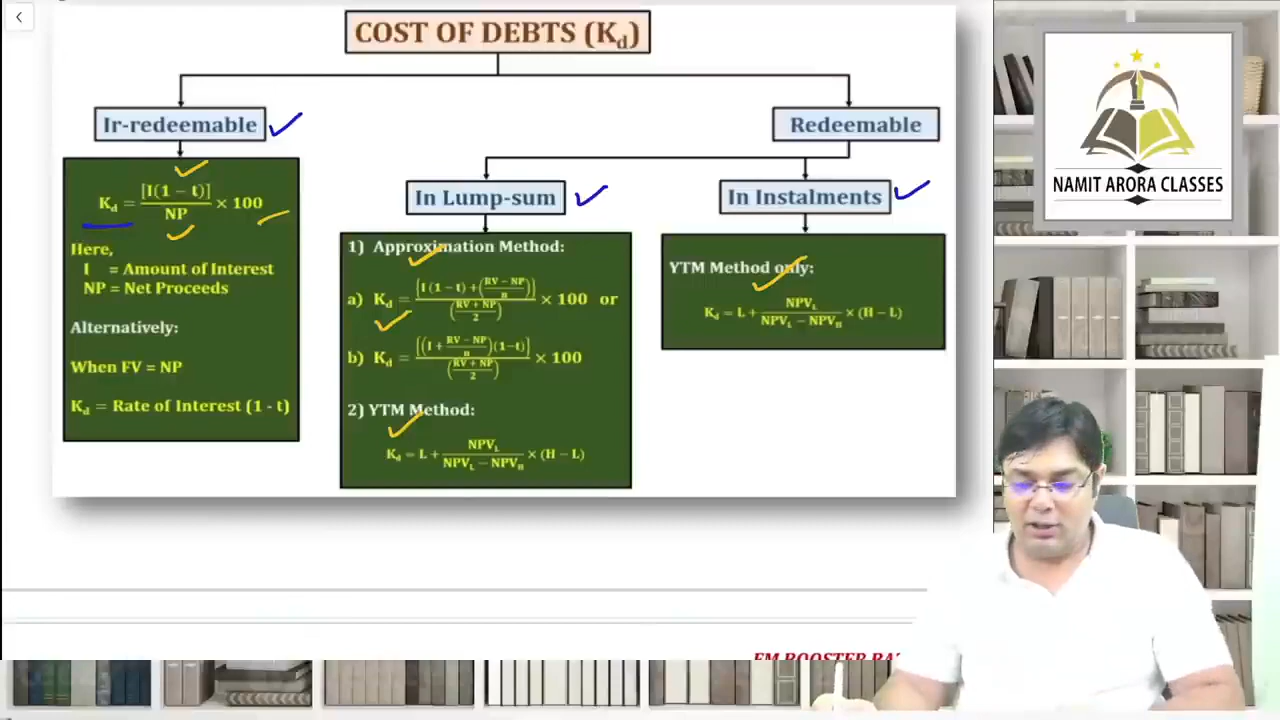 COST OF DEBTS (Kd)
Ir-redeemable
Redeemable
In Lump-sum
In Instalments
Kd = [I(1 − t)] / NP × 100
Here,
I = Amount of Interest
NP = Net Proceeds
Alternatively:
When FV = NP
Kd = Rate of Interest (1 - t)
1) Approximation Method:
a) Kd = [I (1 − t) + ((RV − NP) / n)] / ((RV + NP) / 2) × 100 or
b) Kd = [(I + (RV − NP) / n)(1−t)] / ((RV + NP) / 2) × 100
2) YTM Method:
Kd = L + NPVL / (NPVL − NPVH) × (H − L)
YTM Method only:
Kd = L + NPVL / (NPVL − NPVH) × (H − L)
NAMIT ARORA CLASSES
FM BOOSTER